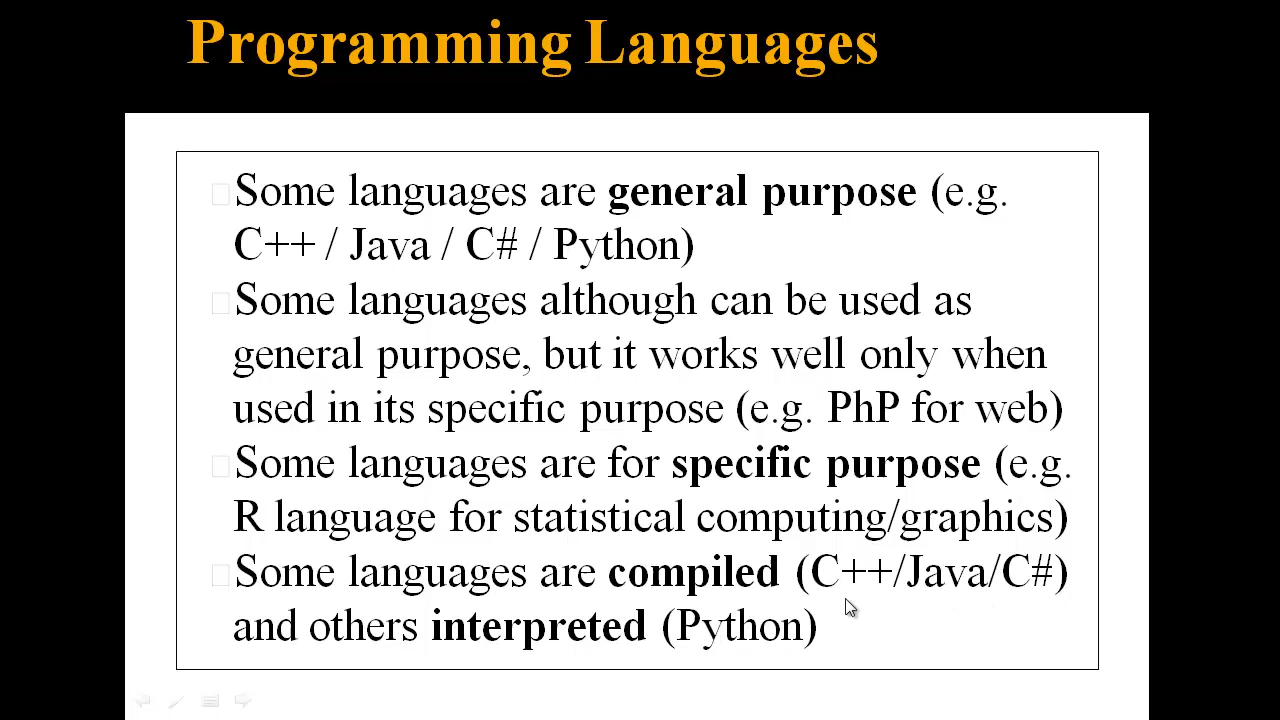 Programming Languages
Some languages are general purpose (e.g.
C++ / Java / C# / Python)
Some languages although can be used as
general purpose, but it works well only when
used in its specific purpose (e.g. PhP for web)
Some languages are for specific purpose (e.g.
R language for statistical computing/graphics)
Some languages are compiled (C++/Java/C#)
and others interpreted (Python)